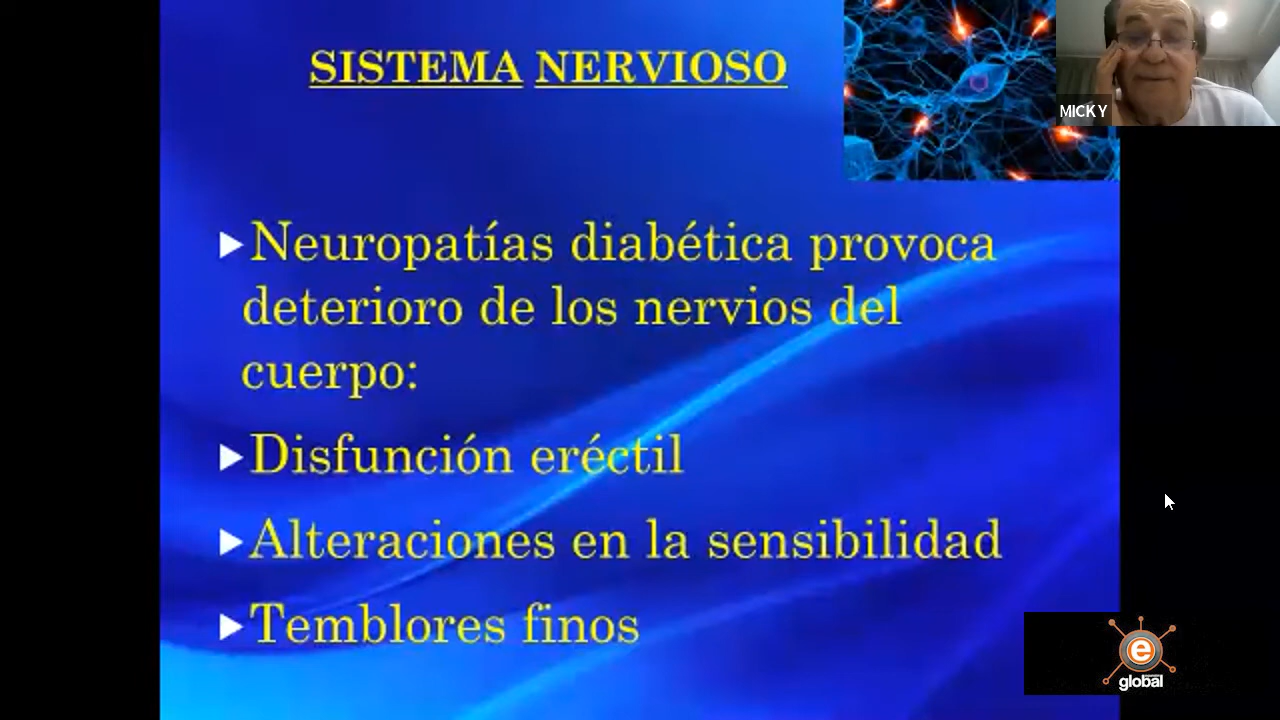 SISTEMA NERVIOSO
MICKY
Neuropatías diabética provoca
deterioro de los nervios del
cuerpo:
Disfunción eréctil
Alteraciones en la sensibilidad
Temblores finos
e
global